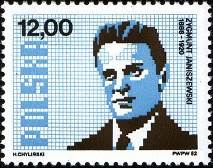 12,00
POLSKA
ZYGMUNT JANISZEWSKI
1888-1920
H.CHYLIŃSKI
PWPW 82